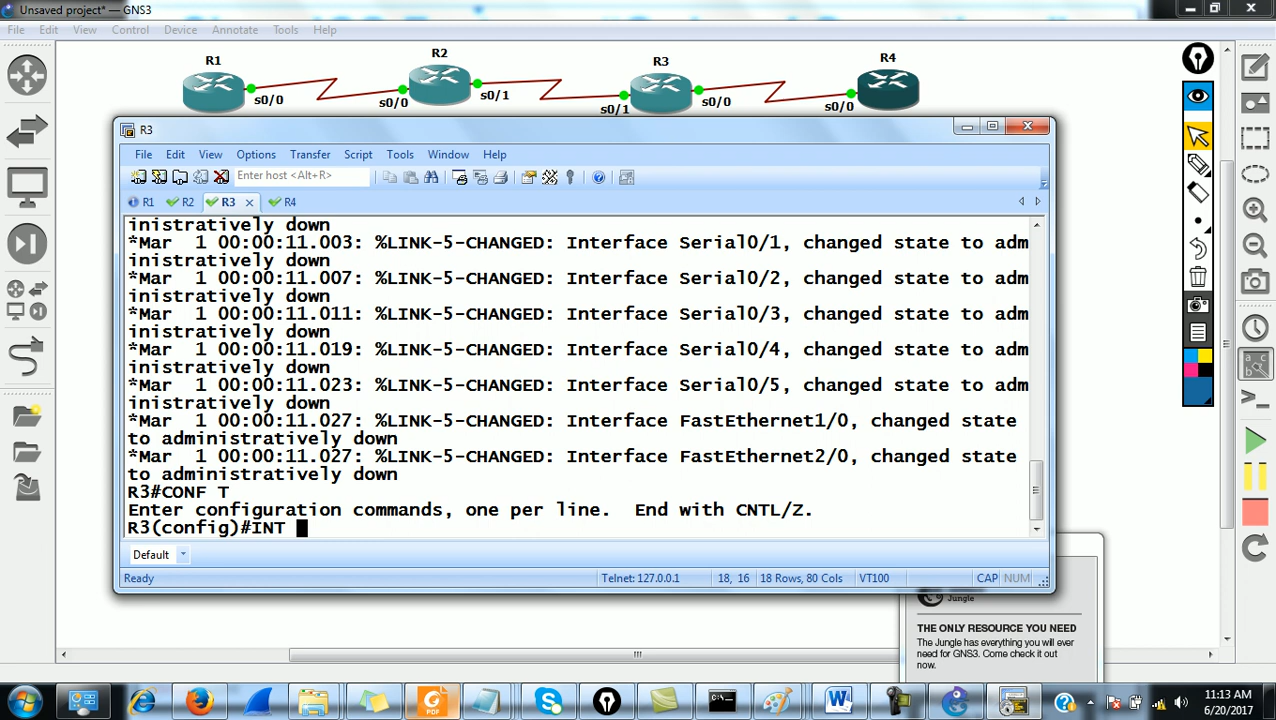 Unsaved project* — GNS3
File Edit View Control Device Annotate Tools Help
R1
R2
R3
R4
s0/0
s0/0
s0/1
s0/1
s0/0
s0/0
R3
File Edit View Options Transfer Script Tools Window Help
Enter host <Alt+R>
R1 R2 R3 R4
inistratively down
*Mar  1 00:00:11.003: %LINK-5-CHANGED: Interface Serial0/1, changed state to adm
inistratively down
*Mar  1 00:00:11.007: %LINK-5-CHANGED: Interface Serial0/2, changed state to adm
inistratively down
*Mar  1 00:00:11.011: %LINK-5-CHANGED: Interface Serial0/3, changed state to adm
inistratively down
*Mar  1 00:00:11.019: %LINK-5-CHANGED: Interface Serial0/4, changed state to adm
inistratively down
*Mar  1 00:00:11.023: %LINK-5-CHANGED: Interface Serial0/5, changed state to adm
inistratively down
*Mar  1 00:00:11.027: %LINK-5-CHANGED: Interface FastEthernet1/0, changed state
to administratively down
*Mar  1 00:00:11.027: %LINK-5-CHANGED: Interface FastEthernet2/0, changed state
to administratively down
R3#CONF T
Enter configuration commands, one per line.  End with CNTL/Z.
R3(config)#INT
Default
Ready Telnet: 127.0.0.1 18, 16 18 Rows, 80 Cols VT100 CAP NUM
Jungle
THE ONLY RESOURCE YOU NEED
The Jungle has everything you will ever
need for GNS3. Come check it out
now.
11:13 AM
6/20/2017